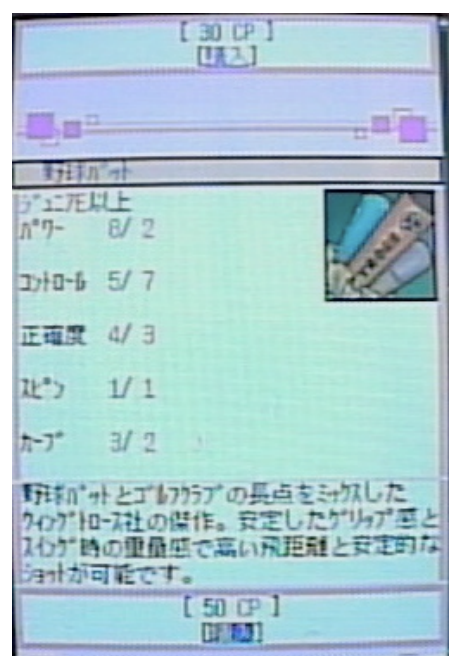 [ 30 CP ]
[購入]
野球バット
ジュニアE以上
パワー 8/ 2
コントロール 5/ 7
正確度 4/ 3
スピン 1/ 1
カーブ 3/ 2
野球バットとゴルフクラブの長点をミックスした
ウィングトロース社の傑作。安定したグリップ感と
スイング時の重量感で高い飛距離と安定的な
ショットが可能です。
[ 50 CP ]